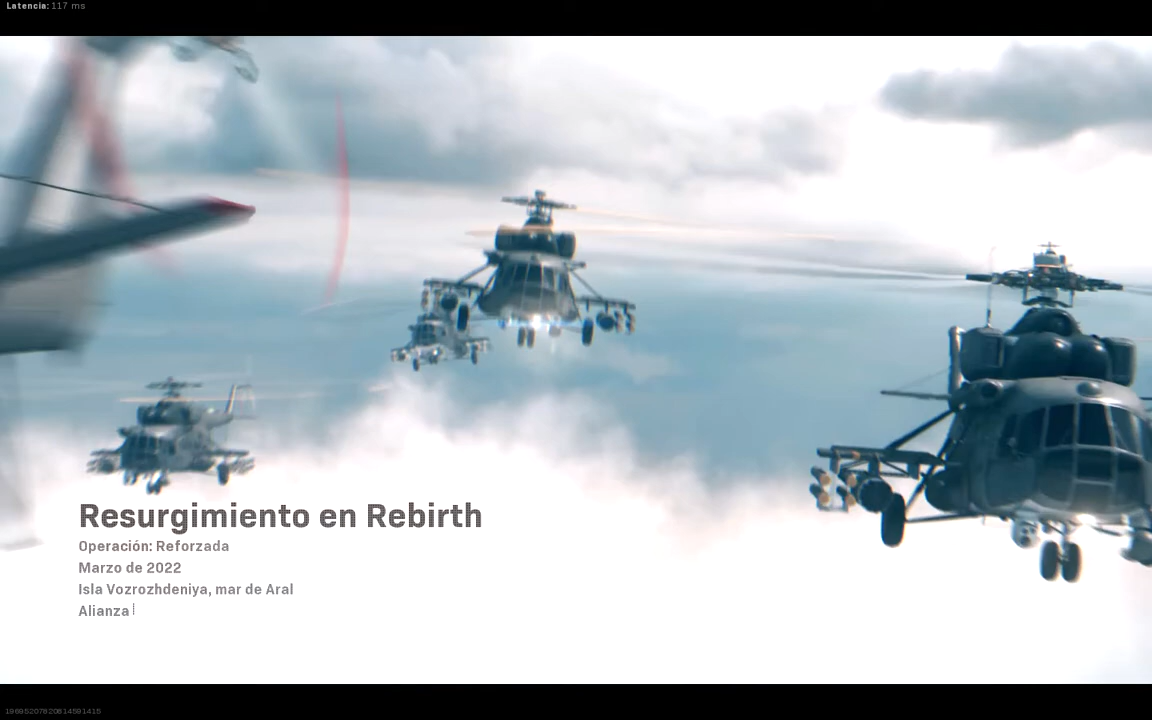 Latencia: 117 ms
Resurgimiento en Rebirth
Operación: Reforzada
Marzo de 2022
Isla Vozrozhdeniya, mar de Aral
Alianza